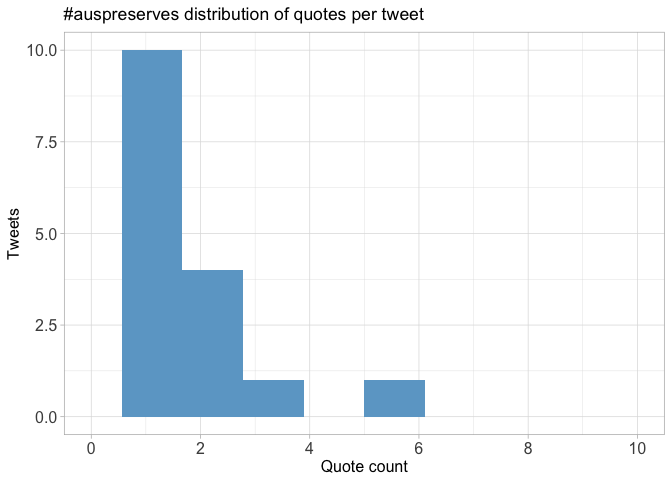 #auspreserves distribution of quotes per tweet
10.0
7.5
5.0
2.5
0.0
Tweets
0 2 4 6 8 10
Quote count